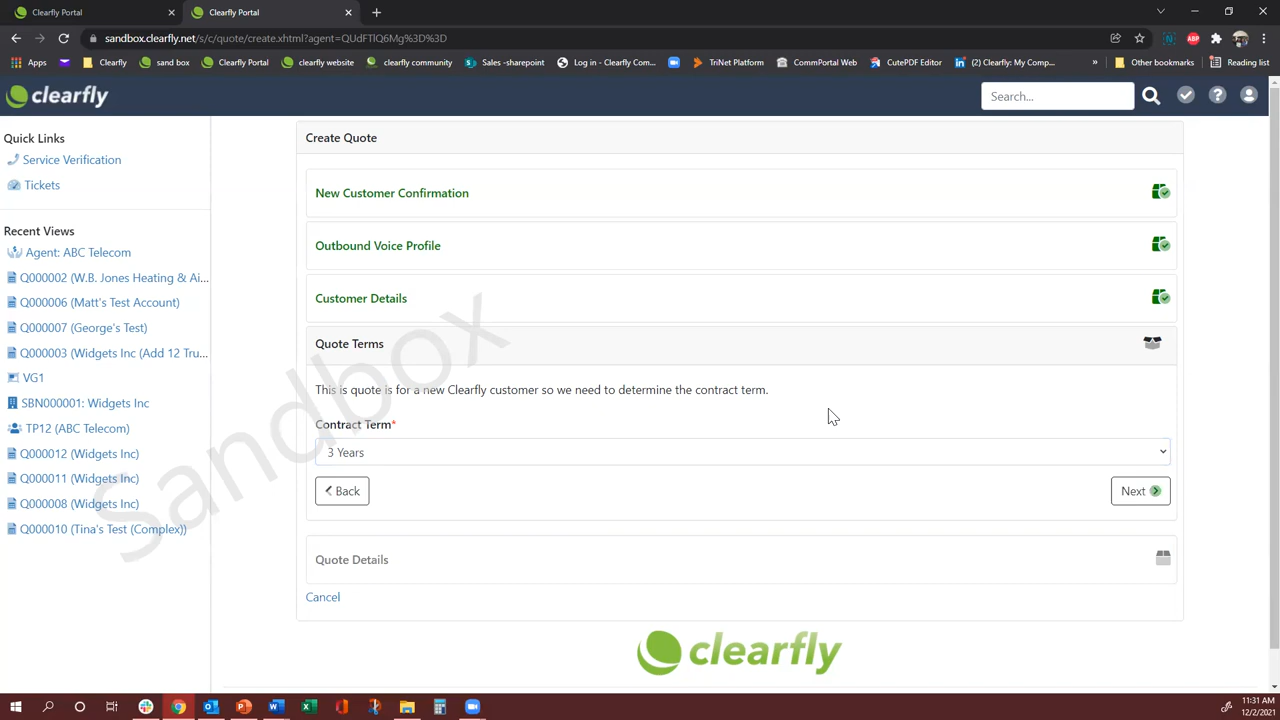 Clearfly Portal
Clearfly Portal
sandbox.clearfly.net/s/c/quote/create.xhtml?agent=QUdFTlQ6Mg%3D%3D
Apps
Clearfly
sand box
Clearfly Portal
clearfly website
clearfly community
Sales -sharepoint
Log in - Clearfly Com...
TriNet Platform
CommPortal Web
CutePDF Editor
(2) Clearfly: My Comp...
»
Other bookmarks
Reading list
clearfly
Search...
Quick Links
Service Verification
Tickets
Recent Views
Agent: ABC Telecom
Q000002 (W.B. Jones Heating & Ai...
Q000006 (Matt's Test Account)
Q000007 (George's Test)
Q000003 (Widgets Inc (Add 12 Tru...
VG1
SBN000001: Widgets Inc
TP12 (ABC Telecom)
Q000012 (Widgets Inc)
Q000011 (Widgets Inc)
Q000008 (Widgets Inc)
Q000010 (Tina's Test (Complex))
Create Quote
New Customer Confirmation
Outbound Voice Profile
Customer Details
Quote Terms
This is quote is for a new Clearfly customer so we need to determine the contract term.
Contract Term*
3 Years
Back
Next
Quote Details
Cancel
Sandbox
clearfly
11:31 AM
12/2/2021